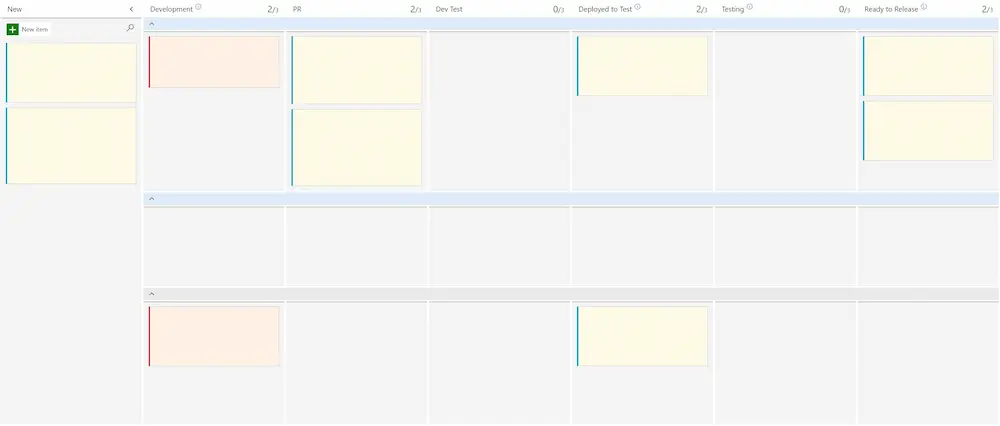 New
Development 2/3
PR 2/3
Dev Test 0/3
Deployed to Test 2/3
Testing 0/3
Ready to Release 2/3
New item